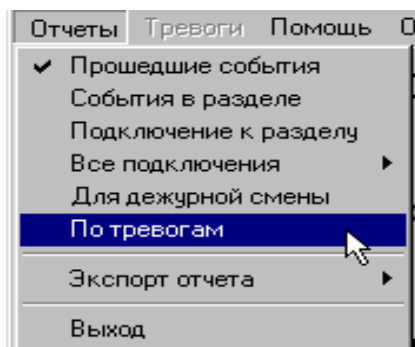 Отчеты Тревоги Помощь О
Прошедшие события
События в разделе
Подключение к разделу
Все подключения
Для дежурной смены
По тревогам
Экспорт отчета
Выход